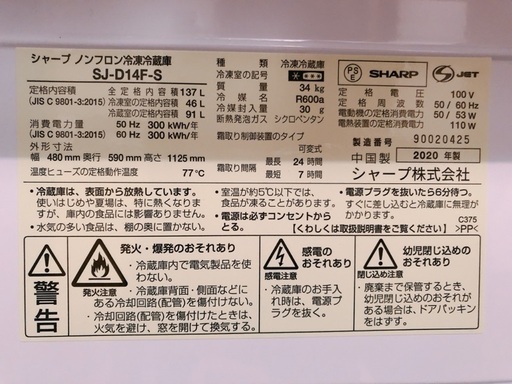 シャープ ノンフロン冷凍冷蔵庫
SJ-D14F-S
定格内容積 全定格内容積 137 L
(JIS C 9801-3:2015) 冷凍室の定格内容積 46 L
冷蔵室の定格内容積 91 L
消費電力量 50 Hz 300 kWh/年
(JIS C 9801-3:2015) 60 Hz 300 kWh/年
外形寸法
幅 480mm 奥行 590mm 高さ 1125mm
温度ヒューズの定格動作温度 77℃
種類 冷凍冷蔵庫
冷凍室の記号
質量 34 kg
冷媒 R600a
冷媒封入量 30 g
発泡ガス シクロペンタン
霜取り制御装置のタイプ
可変式
霜取り間隔 最長 24 時間
最短 7 時間
PS
E
SHARP
JET
定格電圧 100 V
定格周波数 50 / 60 Hz
電動機の定格消費電力 50 / 53 W
電熱装置の定格消費電力 110 W
製造番号 90020425
中国製 2020 年製
シャープ株式会社
・冷蔵庫は、表面から放熱しています。
使いはじめや夏場は、特に熱くなりま
すが、庫内の食品には影響ありません。
・水気の多い食品は、棚の奥に置かない。
・室温が約5℃以下では、食
品が凍ることがあります。
・電源は必ずコンセントから
とる。
・電源プラグを抜いたら6分待つ。
すぐに差し込むと冷却しないことがあります。
【くわしくは取扱説明書をご覧ください】
C375
>PP<
警告
発火・爆発のおそれあり
発火注意
・冷蔵庫内で電気製品を使
わない。
・冷蔵庫背面・側面などに
ある冷却回路(配管)を傷付けない。
冷却回路(配管)を傷付けたときは、
火気を避け、窓を開けて換気する。
感電の
おそれあり
感電注意
・冷蔵庫のお手入
れ時は、電源プ
ラグを抜く。
幼児閉じ込めの
おそれあり
閉じ込め注意
・廃棄まで保管するとき、
幼児閉じ込めのおそれが
ある場合は、ドアパッキン
をはずす。